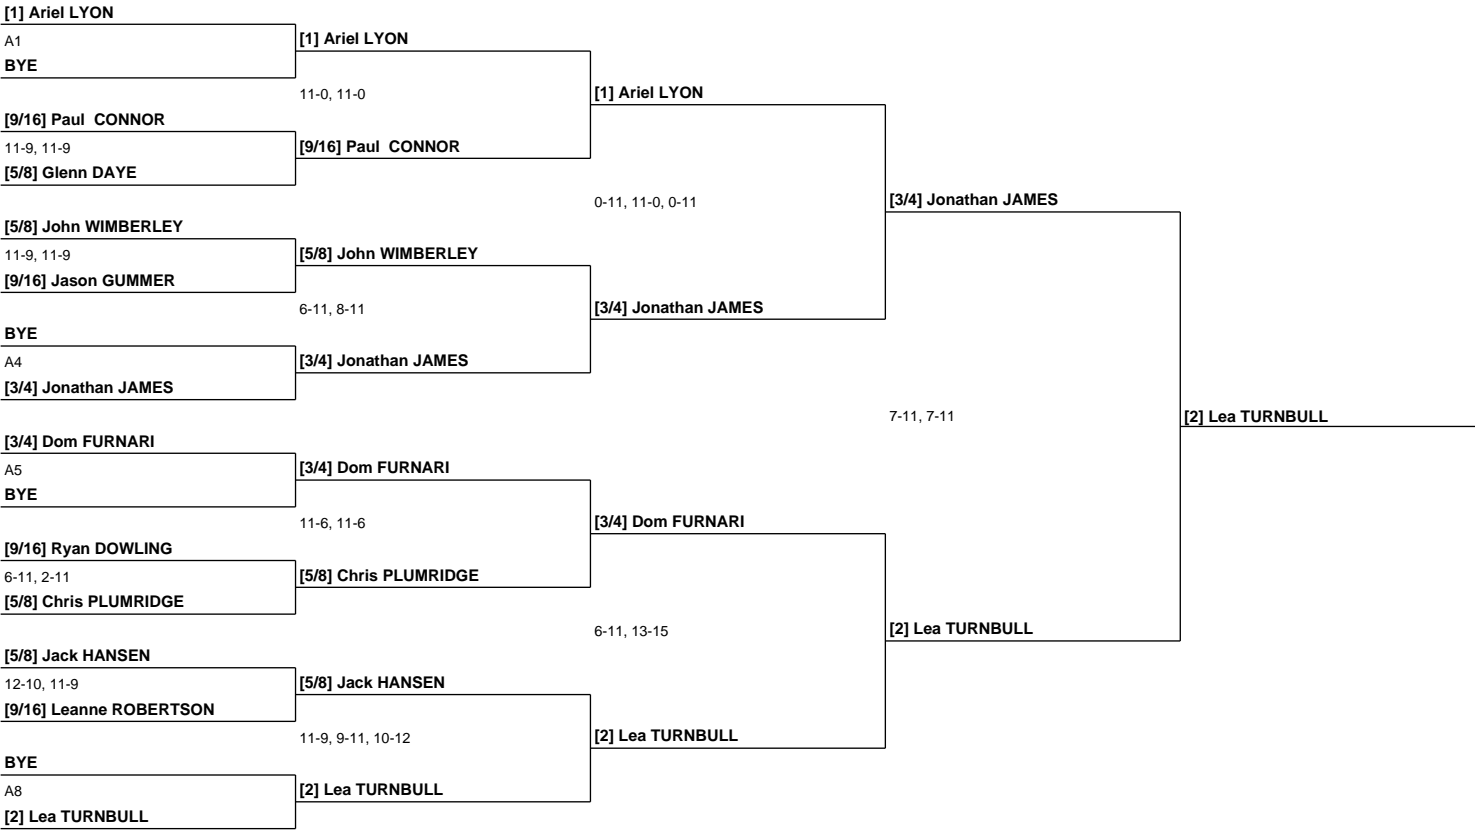 [1] Ariel LYON
A1
BYE
[9/16] Paul  CONNOR
11-9, 11-9
[5/8] Glenn DAYE
[5/8] John WIMBERLEY
11-9, 11-9
[9/16] Jason GUMMER
BYE
A4
[3/4] Jonathan JAMES
[3/4] Dom FURNARI
A5
BYE
[9/16] Ryan DOWLING
6-11, 2-11
[5/8] Chris PLUMRIDGE
[5/8] Jack HANSEN
12-10, 11-9
[9/16] Leanne ROBERTSON
BYE
A8
[2] Lea TURNBULL
[1] Ariel LYON
11-0, 11-0
[9/16] Paul  CONNOR
[5/8] John WIMBERLEY
6-11, 8-11
[3/4] Jonathan JAMES
[3/4] Dom FURNARI
11-6, 11-6
[5/8] Chris PLUMRIDGE
[5/8] Jack HANSEN
11-9, 9-11, 10-12
[2] Lea TURNBULL
[1] Ariel LYON
0-11, 11-0, 0-11
[3/4] Jonathan JAMES
[3/4] Dom FURNARI
6-11, 13-15
[2] Lea TURNBULL
[3/4] Jonathan JAMES
7-11, 7-11
[2] Lea TURNBULL
[2] Lea TURNBULL